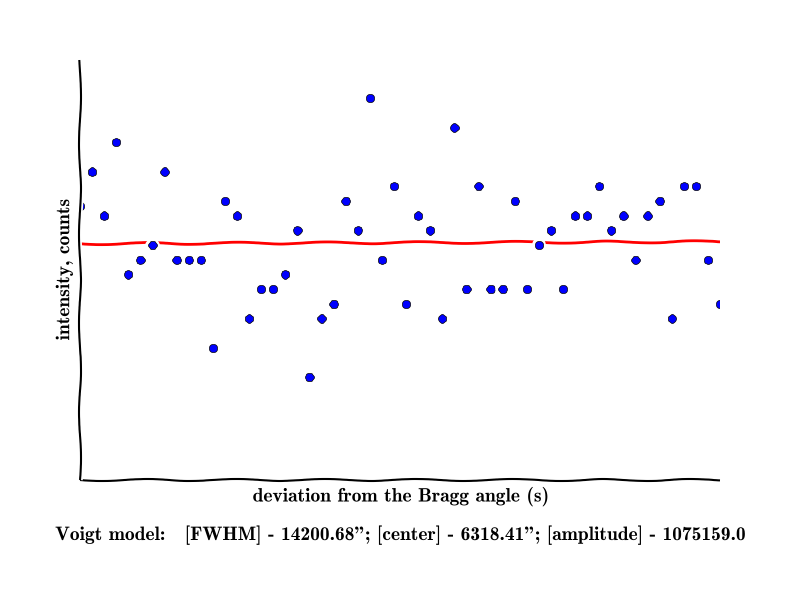 intensity, counts
deviation from the Bragg angle (s)
Voigt model: [FWHM] - 14200.68”; [center] - 6318.41”; [amplitude] - 1075159.0